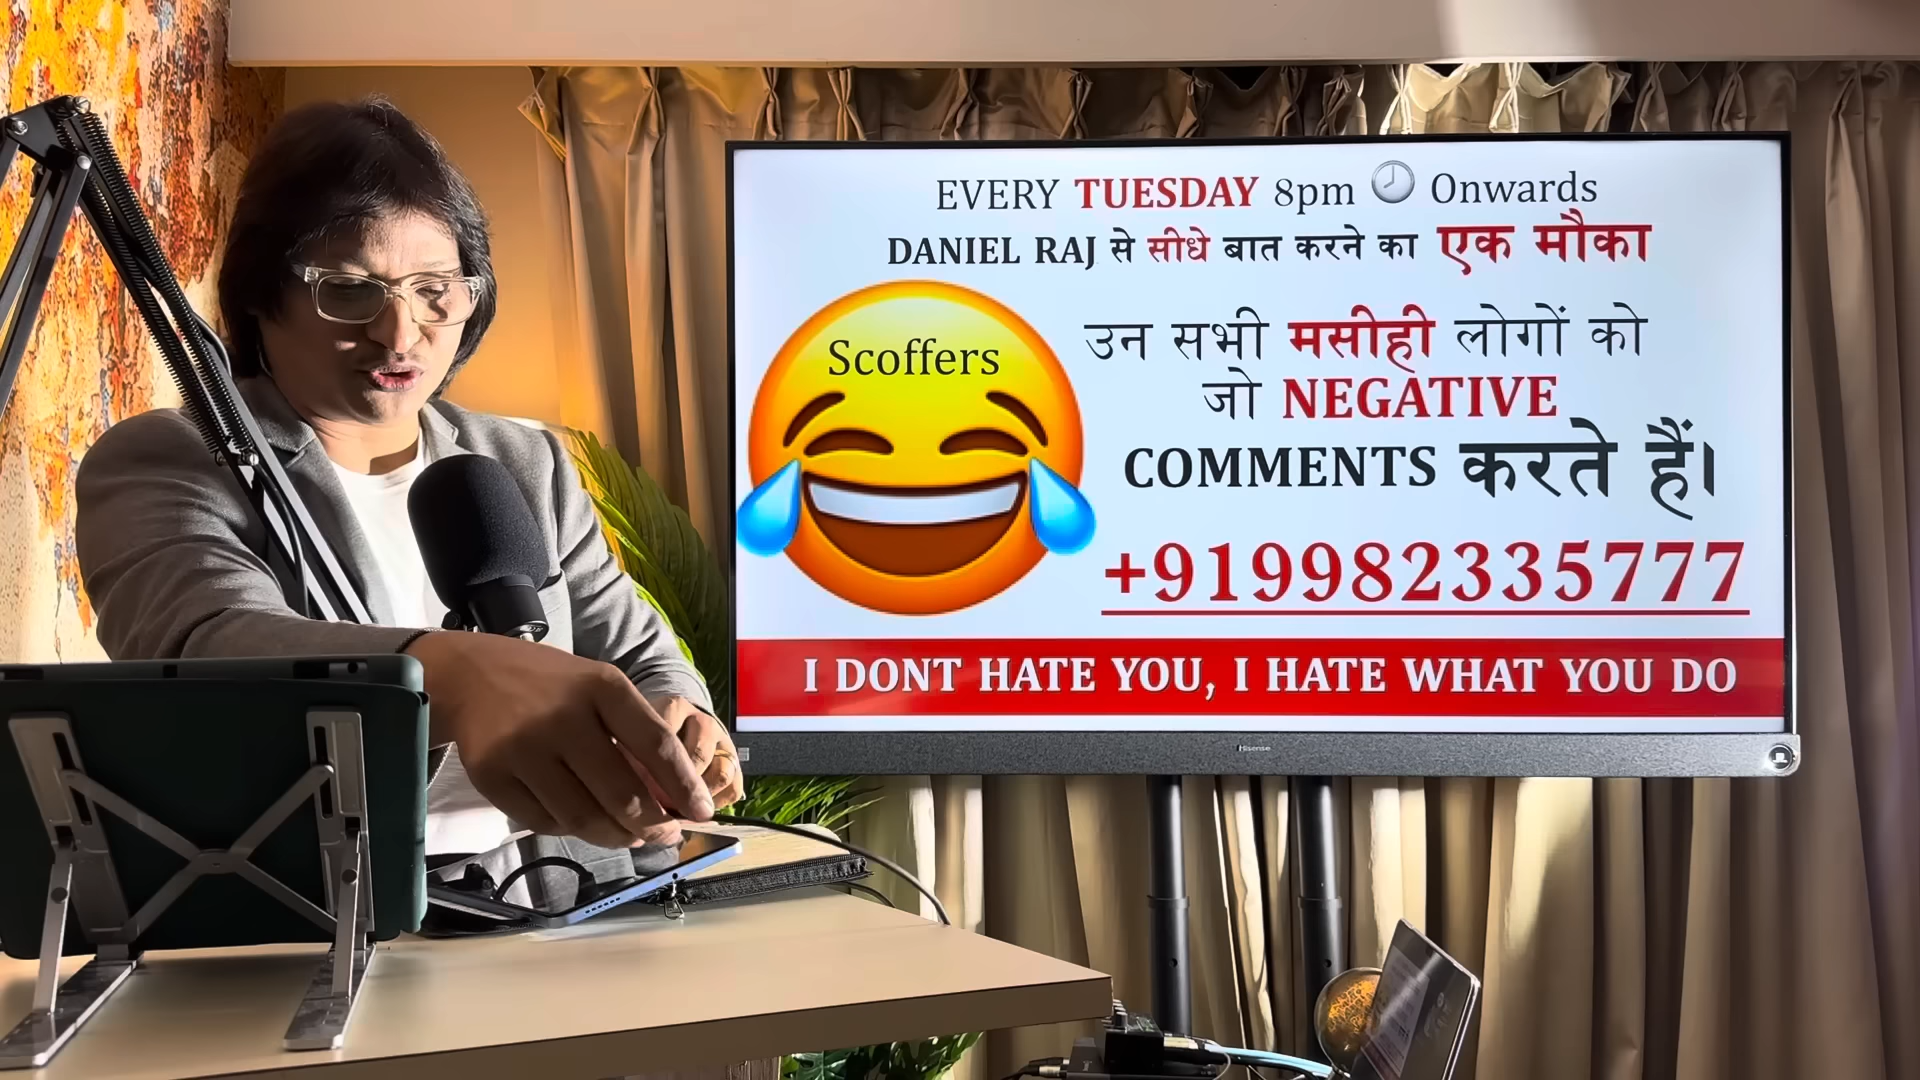 EVERY TUESDAY 8pm Onwards
DANIEL RAJ से सीधे बात करने का एक मौका
Scoffers
उन सभी मसीही लोगों को
जो NEGATIVE
COMMENTS करते हैं।
+919982335777
I DONT HATE YOU, I HATE WHAT YOU DO
Hisense